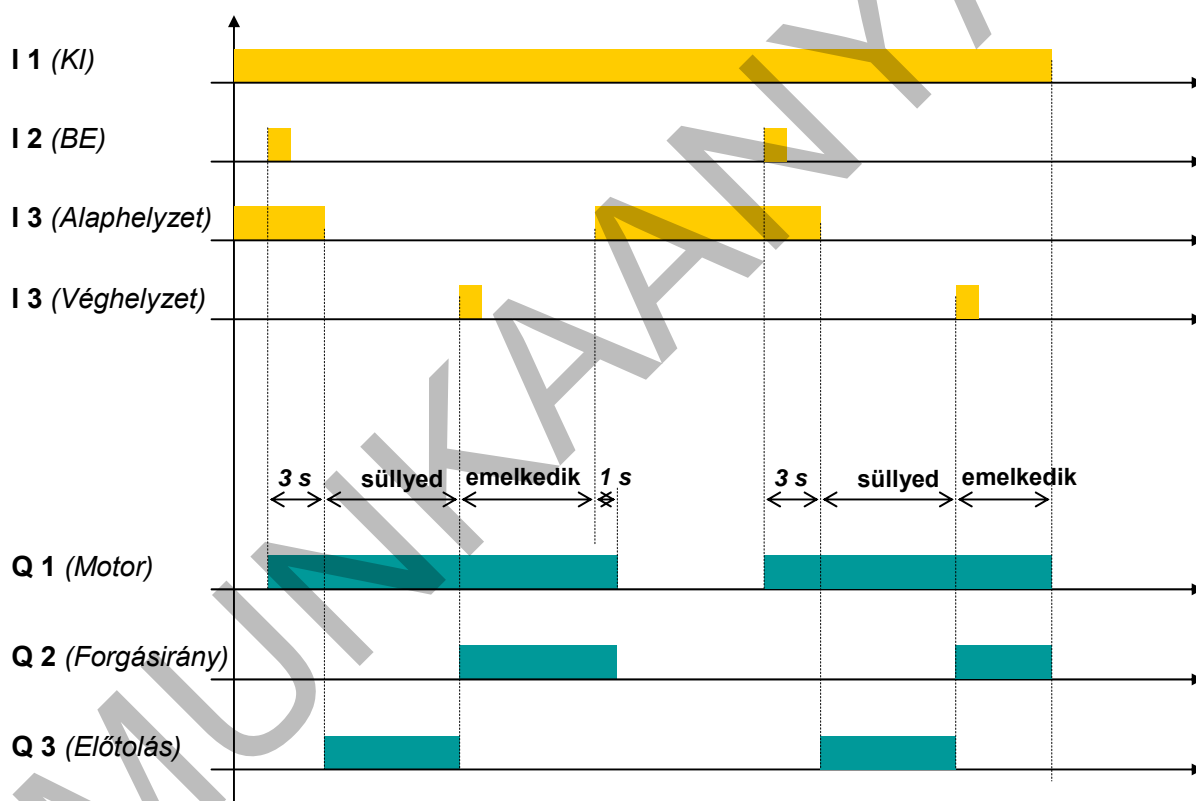 I 1 (KI)
I 2 (BE)
I 3 (Alaphelyzet)
I 3 (Véghelyzet)
3 s süllyed emelkedik 1 s 3 s süllyed emelkedik
Q 1 (Motor)
Q 2 (Forgásirány)
Q 3 (Előtolás)
MUNKAANYA